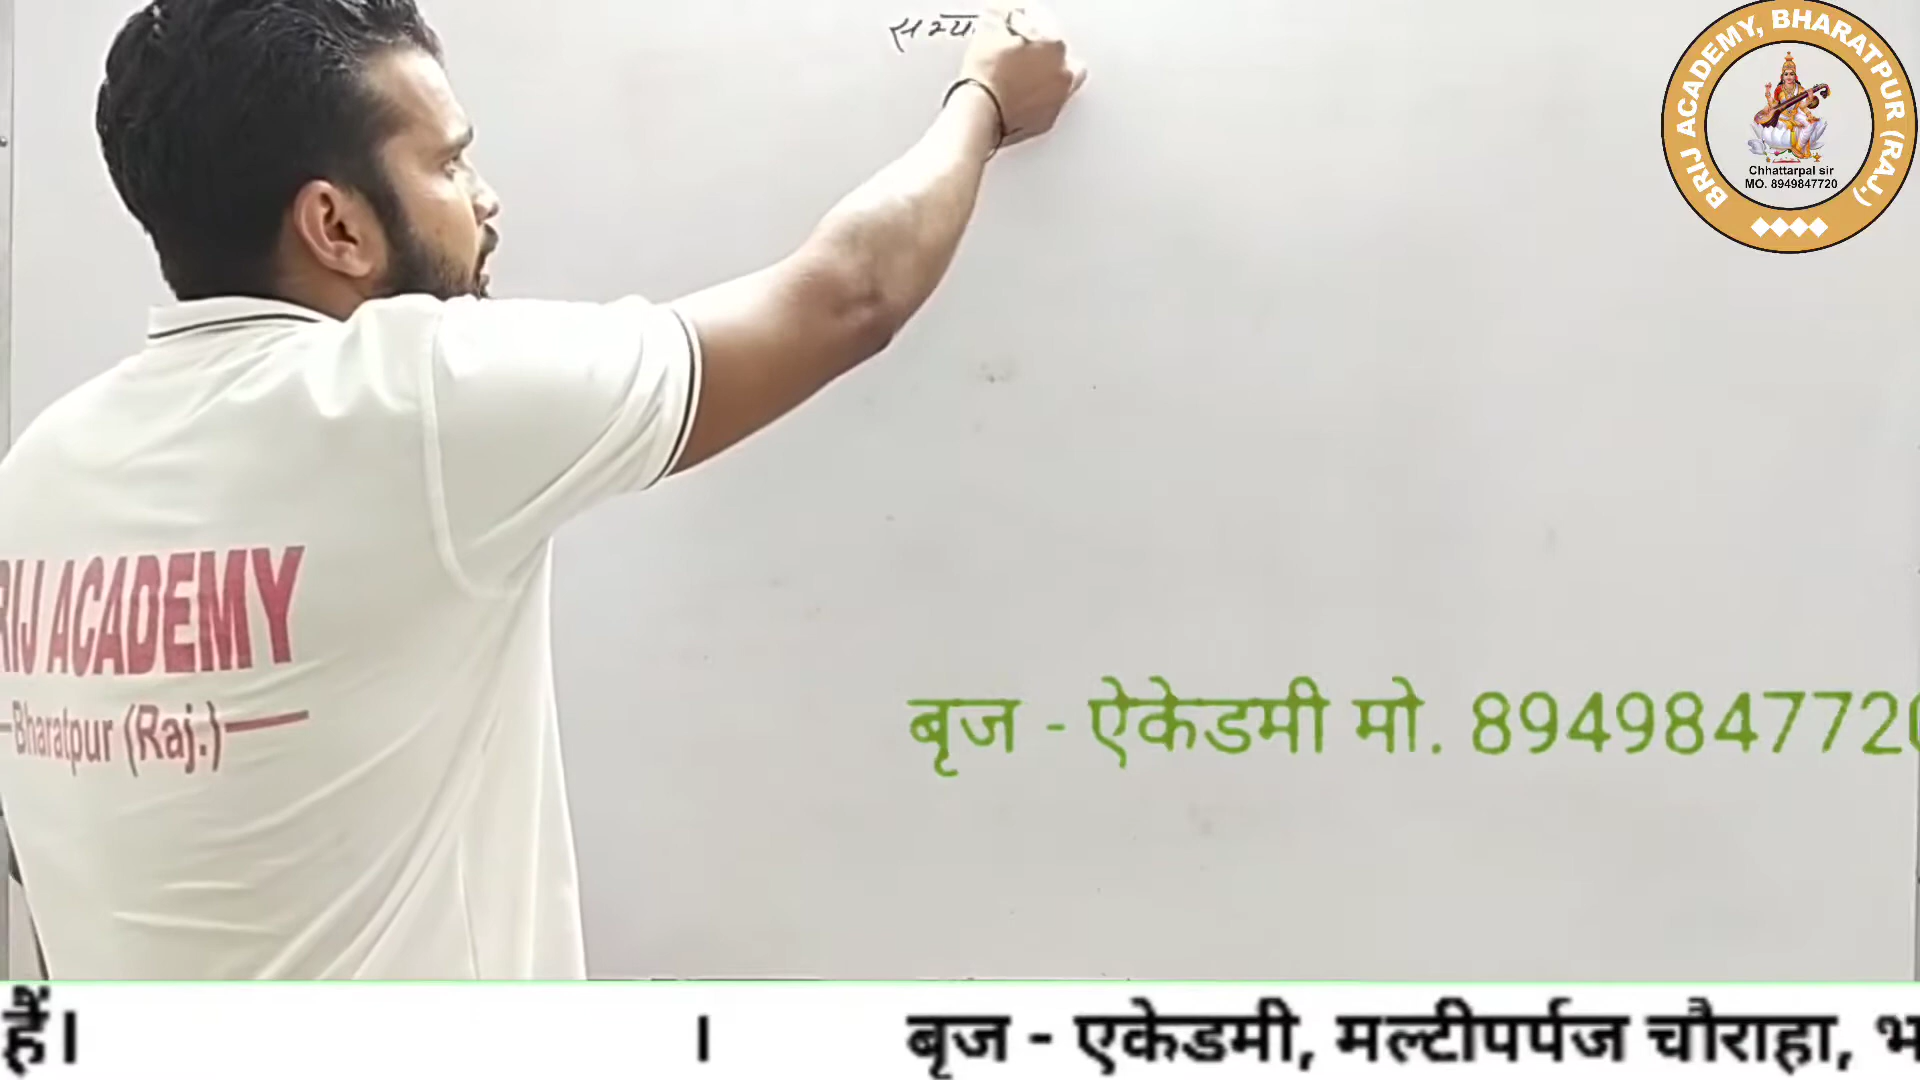 BRIJ ACADEMY, BHARATPUR (RAJ.)
Chhattarpal sir
MO. 8949847720
RIJ ACADEMY
Bharatpur (Raj.)
बृज - ऐकेडमी मो. 8949847720
हैं। । बृज - एकेडमी, मल्टीपर्पज चौराहा, भ